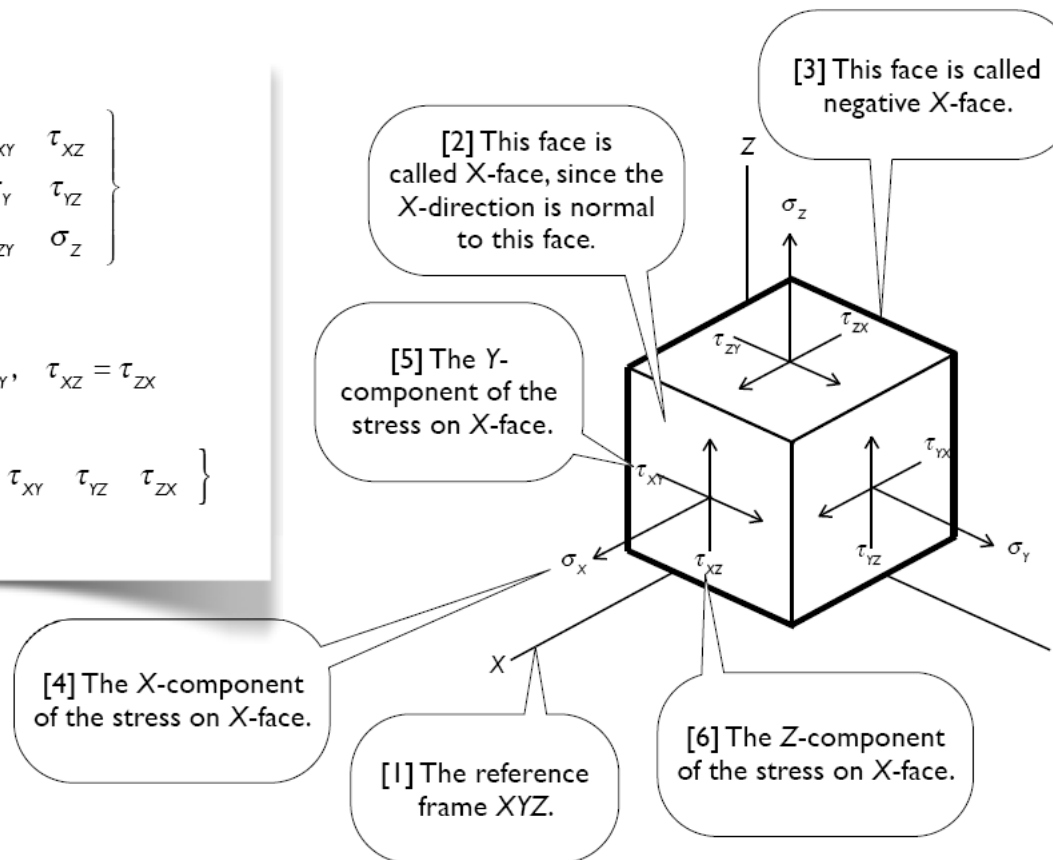 XY τXZ
Y τYZ
ZY σZ
Y, τXZ = τZX
τXY τYZ τZX }
[3] This face is called
negative X-face.
[2] This face is
called X-face, since the
X-direction is normal
to this face.
Z
σZ
τZX
τZY
[5] The Y-
component of the
stress on X-face.
τXY
τYX
σX
τXZ
τYZ
σY
X
[4] The X-component
of the stress on X-face.
[1] The reference
frame XYZ.
[6] The Z-component
of the stress on X-face.